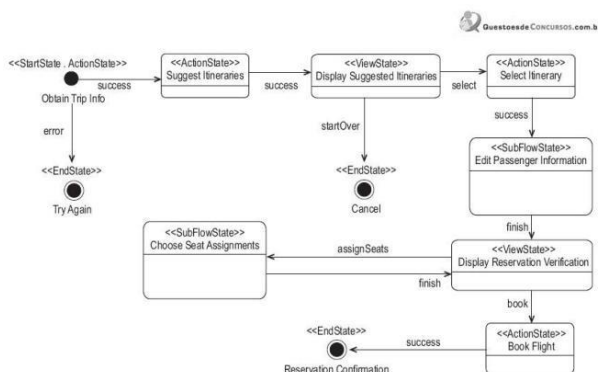 QuestoesdeCONCURSOS.com.b
<<StartState . ActionState>>
Obtain Trip Info
success
<<ActionState>>
Suggest Itineraries
success
<<ViewState>>
Display Suggested Itineraries
select
<<ActionState>>
Select Itinerary
error
startOver
success
<<EndState>>
Try Again
<<EndState>>
Cancel
<<SubFlowState>>
Edit Passenger Information
finish
<<SubFlowState>>
Choose Seat Assignments
assignSeats
finish
<<ViewState>>
Display Reservation Verification
book
<<EndState>>
Reservation Confirmation
success
<<ActionState>>
Book Flight